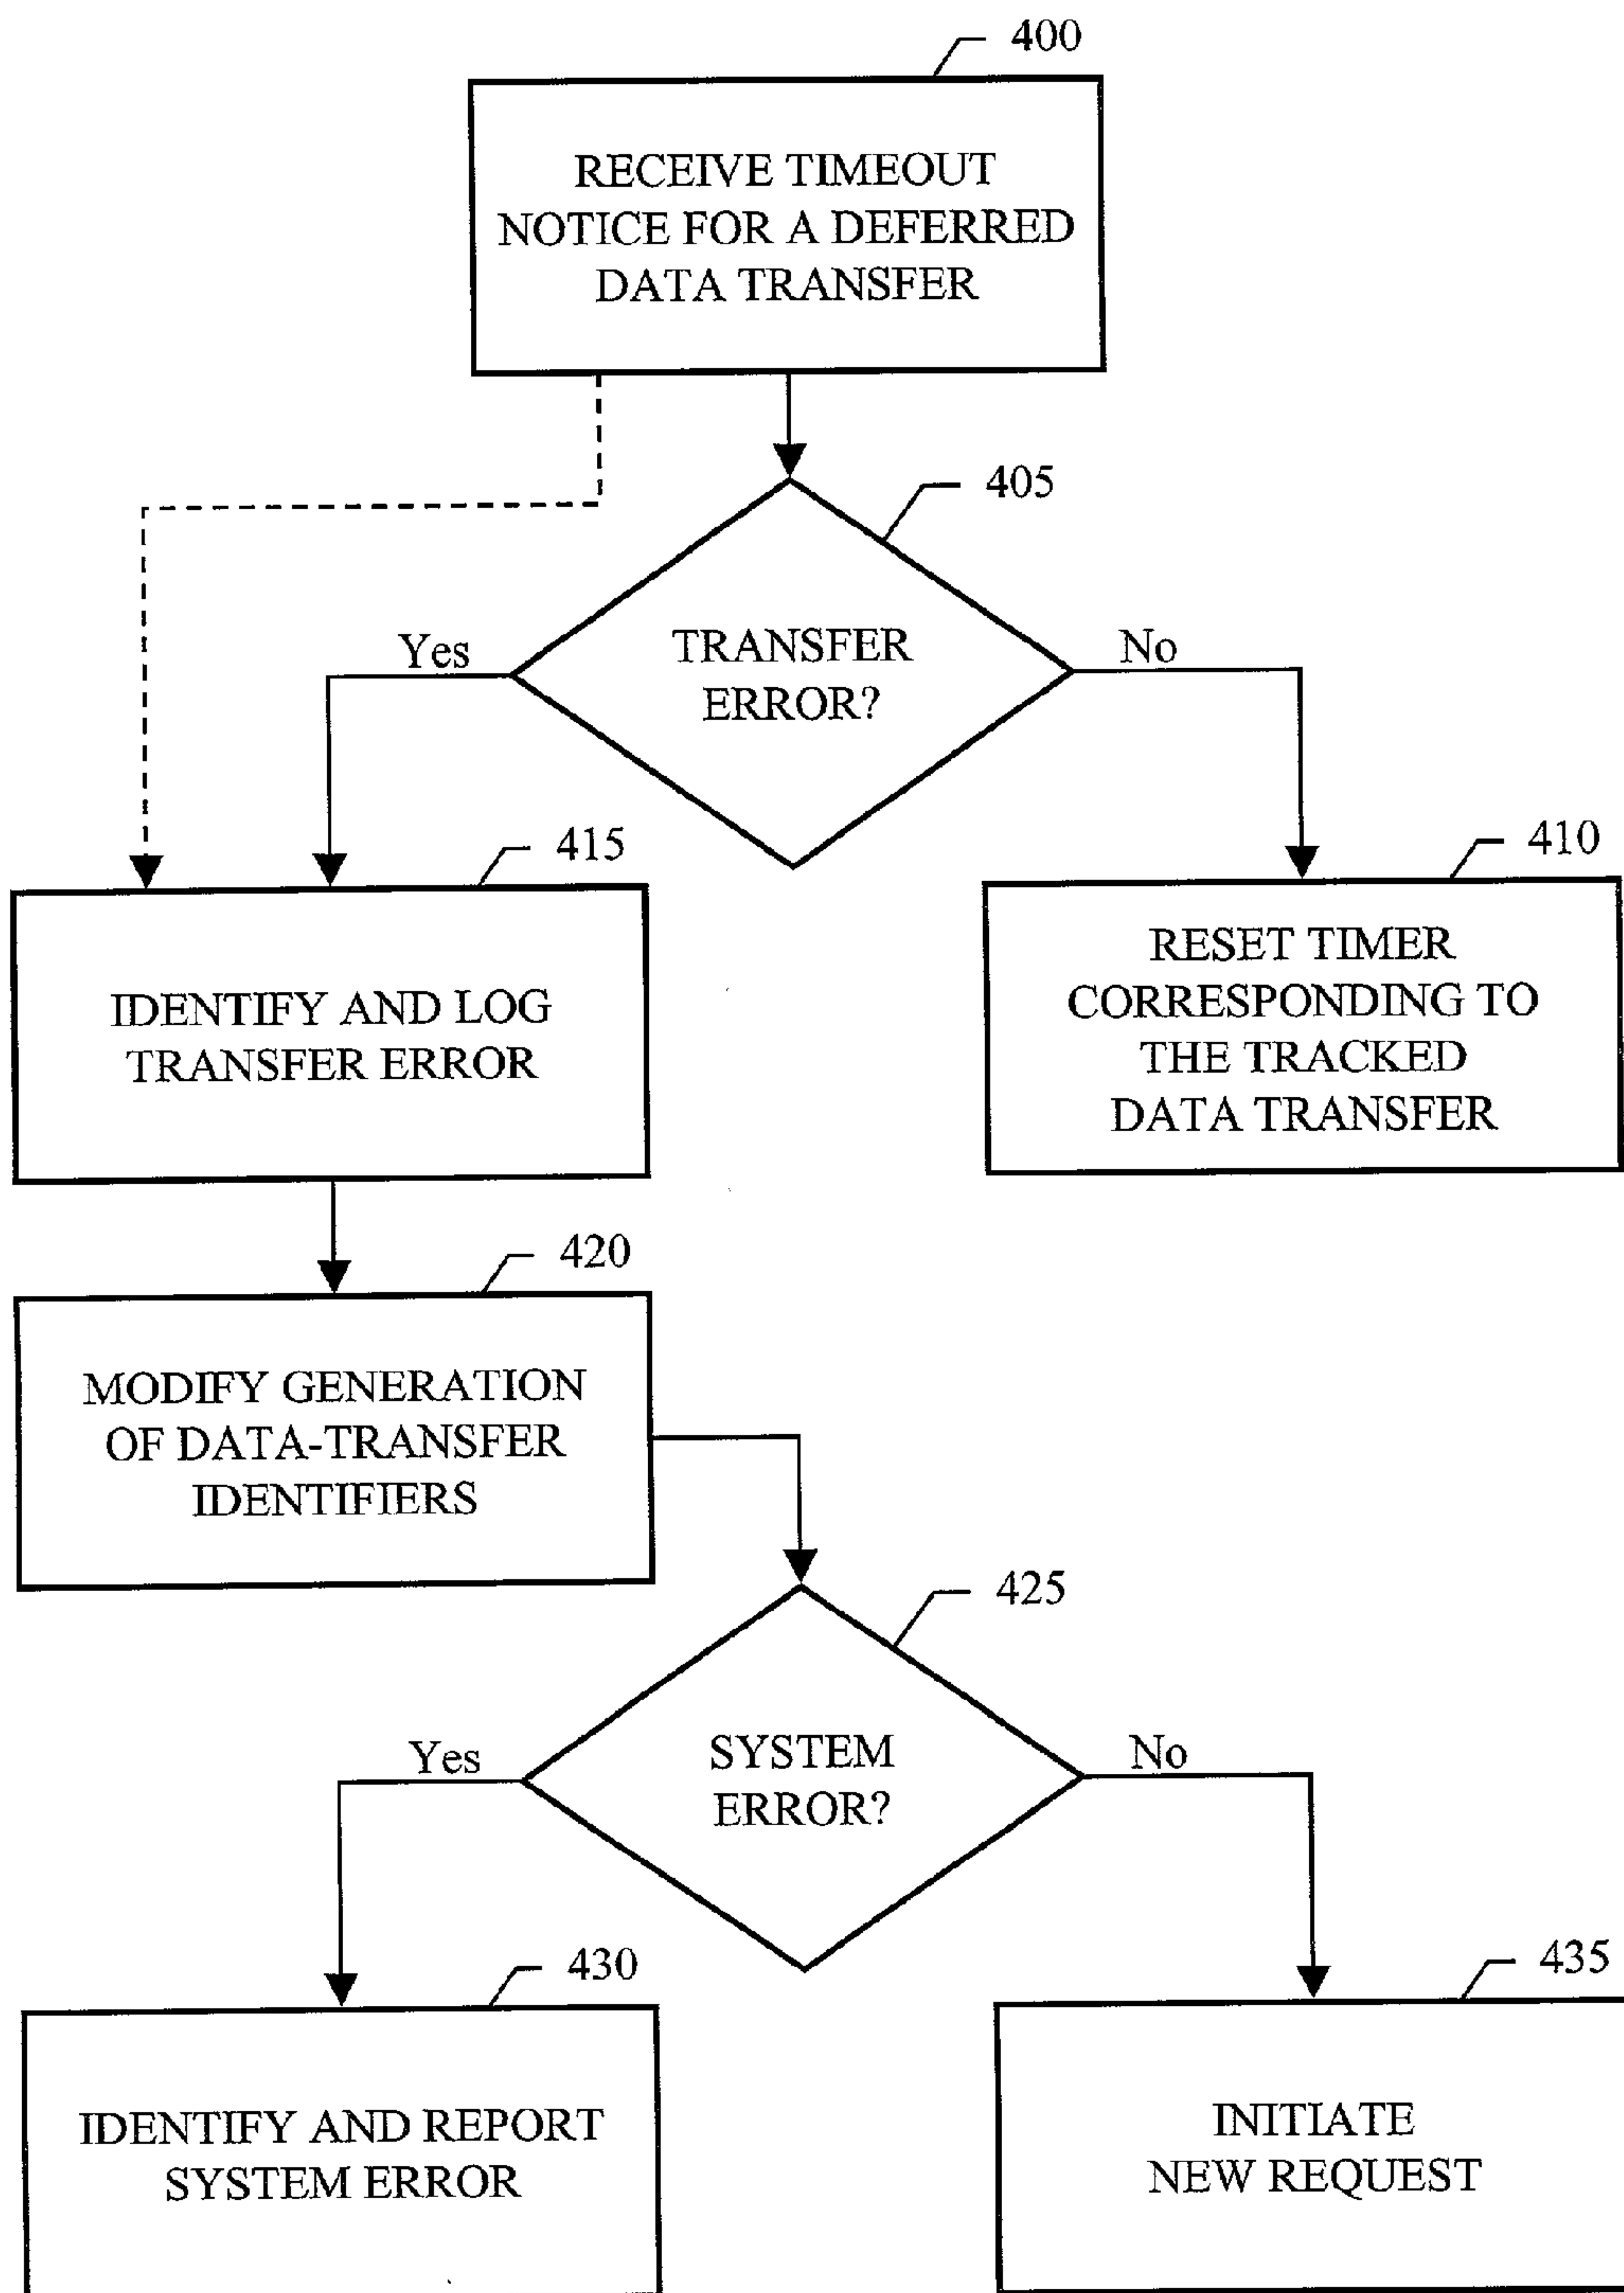 400
RECEIVE TIMEOUT
NOTICE FOR A DEFERRED
DATA TRANSFER
405
TRANSFER
ERROR?
Yes
No
415
IDENTIFY AND LOG
TRANSFER ERROR
410
RESET TIMER
CORRESPONDING TO
THE TRACKED
DATA TRANSFER
420
MODIFY GENERATION
OF DATA-TRANSFER
IDENTIFIERS
425
SYSTEM
ERROR?
Yes
No
430
IDENTIFY AND REPORT
SYSTEM ERROR
435
INITIATE
NEW REQUEST